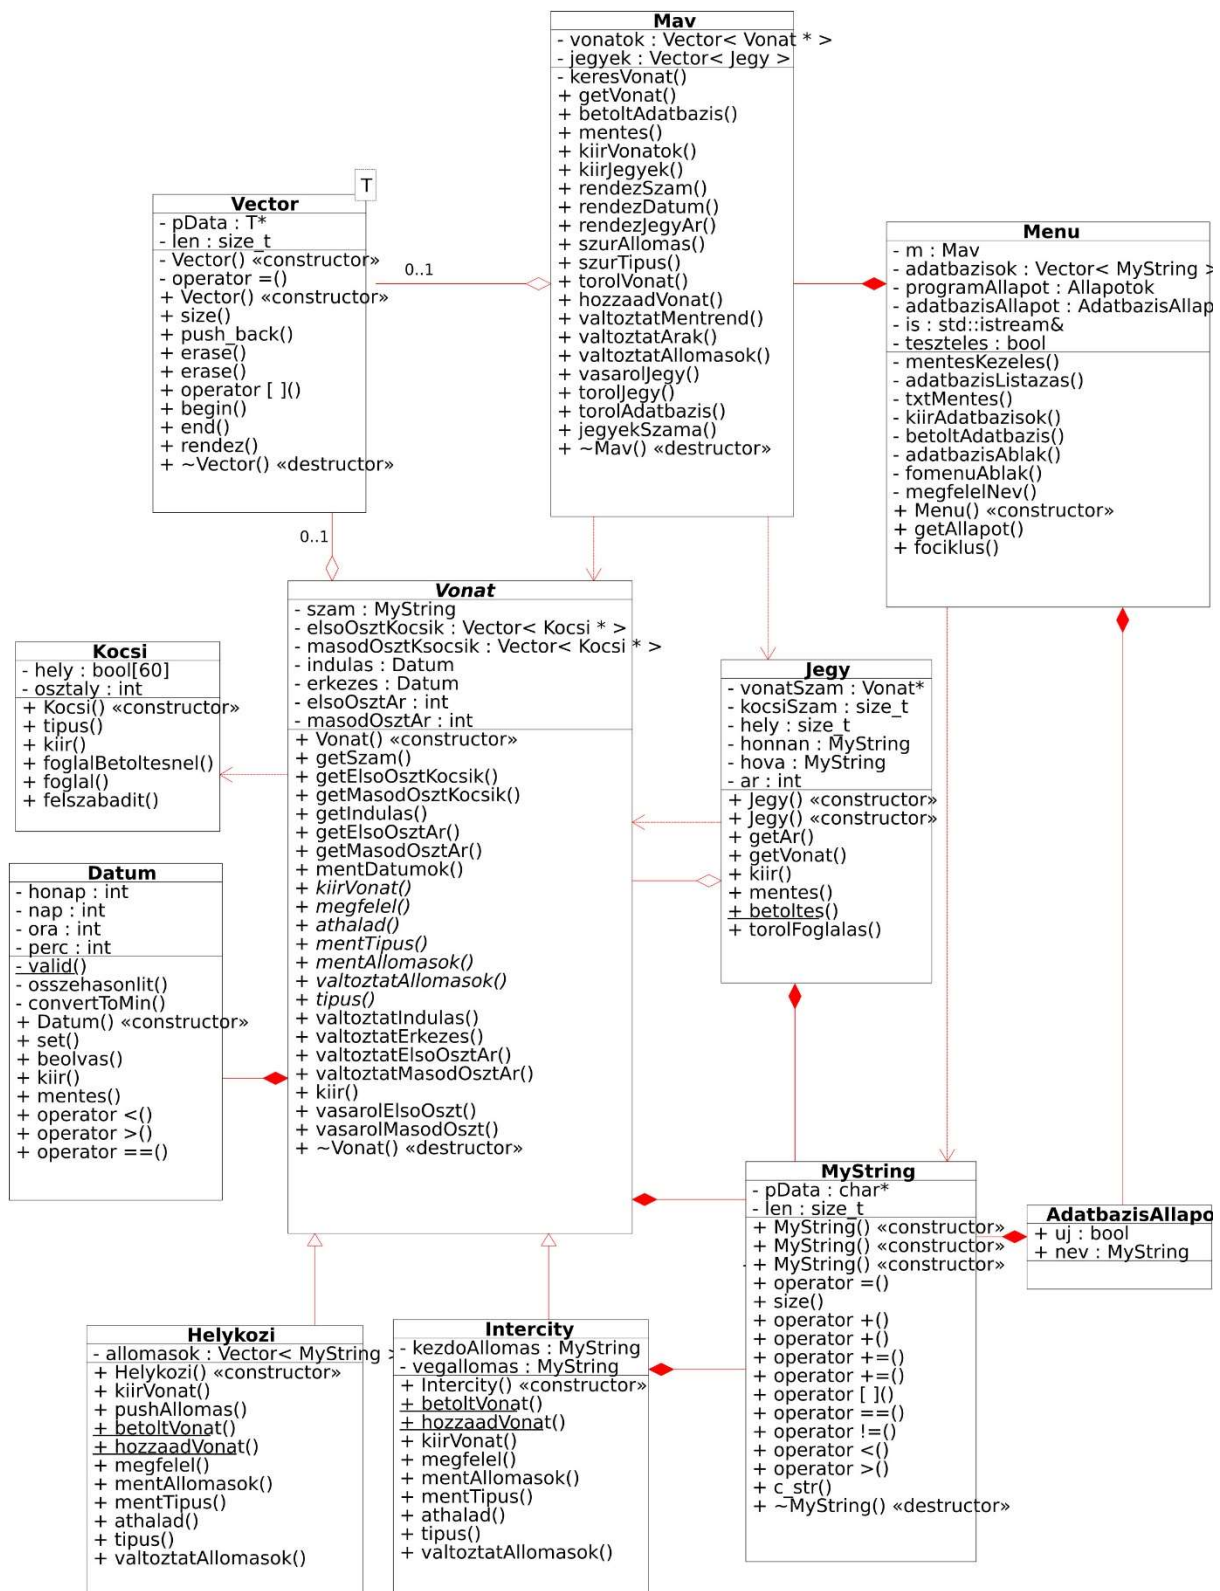 Mav
- vonatok : Vector< Vonat * >
- jegyek : Vector< Jegy >
- keresVonat()
+ getVonat()
+ betoltAdatbazis()
+ mentes()
+ kiirVonatok()
+ kiirJegyek()
+ rendezSzam()
+ rendezDatum()
+ rendezJegyAr()
+ szurAllomas()
+ szurTipus()
+ torolVonat()
+ hozzaadVonat()
+ valtoztatMentrend()
+ valtoztatArak()
+ valtoztatAllomasok()
+ vasarolJegy()
+ torolJegy()
+ torolAdatbazis()
+ jegyekSzama()
+ ~Mav() «destructor»
T
Vector
- pData : T*
- len : size_t
- Vector() «constructor»
- operator =()
+ Vector() «constructor»
+ size()
+ push_back()
+ erase()
+ erase()
+ operator [ ]()
+ begin()
+ end()
+ rendez()
+ ~Vector() «destructor»
0..1
0..1
Menu
- m : Mav
- adatbazisok : Vector< MyString >
- programAllapot : Allapotok
- adatbazisAllapot : AdatbazisAllap
- is : std::istream&
- teszteles : bool
- mentesKezeles()
- adatbazisListazas()
- txtMentes()
- kiirAdatbazisok()
- betoltAdatbazis()
- adatbazisAblak()
- fomenuAblak()
- megfelelNev()
+ Menu() «constructor»
+ getAllapot()
+ fociklus()
Vonat
- szam : MyString
- elsoOsztKocsik : Vector< Kocsi * >
- masodOsztKsocsik : Vector< Kocsi * >
- indulas : Datum
- erkezes : Datum
- elsoOsztAr : int
- masodOsztAr : int
+ Vonat() «constructor»
+ getSzam()
+ getElsoOsztKocsik()
+ getMasodOsztKocsik()
+ getIndulas()
+ getElsoOsztAr()
+ getMasodOsztAr()
+ mentDatumok()
+ kiirVonat()
+ megfelel()
+ athalad()
+ mentTipus()
+ mentAllomasok()
+ valtoztatAllomasok()
+ tipus()
+ valtoztatIndulas()
+ valtoztatErkezes()
+ valtoztatElsoOsztAr()
+ valtoztatMasodOsztAr()
+ kiir()
+ vasarolElsoOszt()
+ vasarolMasodOszt()
+ ~Vonat() «destructor»
Kocsi
- hely : bool[60]
- osztaly : int
+ Kocsi() «constructor»
+ tipus()
+ kiir()
+ foglalBetoltesnel()
+ foglal()
+ felszabadit()
Jegy
- vonatSzam : Vonat*
- kocsiSzam : size_t
- hely : size_t
- honnan : MyString
- hova : MyString
- ar : int
+ Jegy() «constructor»
+ Jegy() «constructor»
+ getAr()
+ getVonat()
+ kiir()
+ mentes()
+ betoltes()
+ torolFoglalas()
Datum
- honap : int
- nap : int
- ora : int
- perc : int
- valid()
- osszehasonlit()
- convertToMin()
+ Datum() «constructor»
+ set()
+ beolvas()
+ kiir()
+ mentes()
+ operator <()
+ operator >()
+ operator ==()
MyString
- pData : char*
- len : size_t
+ MyString() «constructor»
+ MyString() «constructor»
+ MyString() «constructor»
+ operator =()
+ size()
+ operator +()
+ operator +()
+ operator +=()
+ operator +=()
+ operator [ ]()
+ operator ==()
+ operator !=()
+ operator <()
+ operator >()
+ c_str()
+ ~MyString() «destructor»
AdatbazisAllapo
+ uj : bool
+ nev : MyString
Helykozi
- allomasok : Vector< MyString >
+ Helykozi() «constructor»
+ kiirVonat()
+ pushAllomas()
+ betoltVonat()
+ hozzaadVonat()
+ megfelel()
+ mentAllomasok()
+ mentTipus()
+ athalad()
+ tipus()
+ valtoztatAllomasok()
Intercity
- kezdoAllomas : MyString
- vegallomas : MyString
+ Intercity() «constructor»
+ betoltVonat()
+ hozzaadVonat()
+ kiirVonat()
+ megfelel()
+ mentAllomasok()
+ mentTipus()
+ athalad()
+ tipus()
+ valtoztatAllomasok()